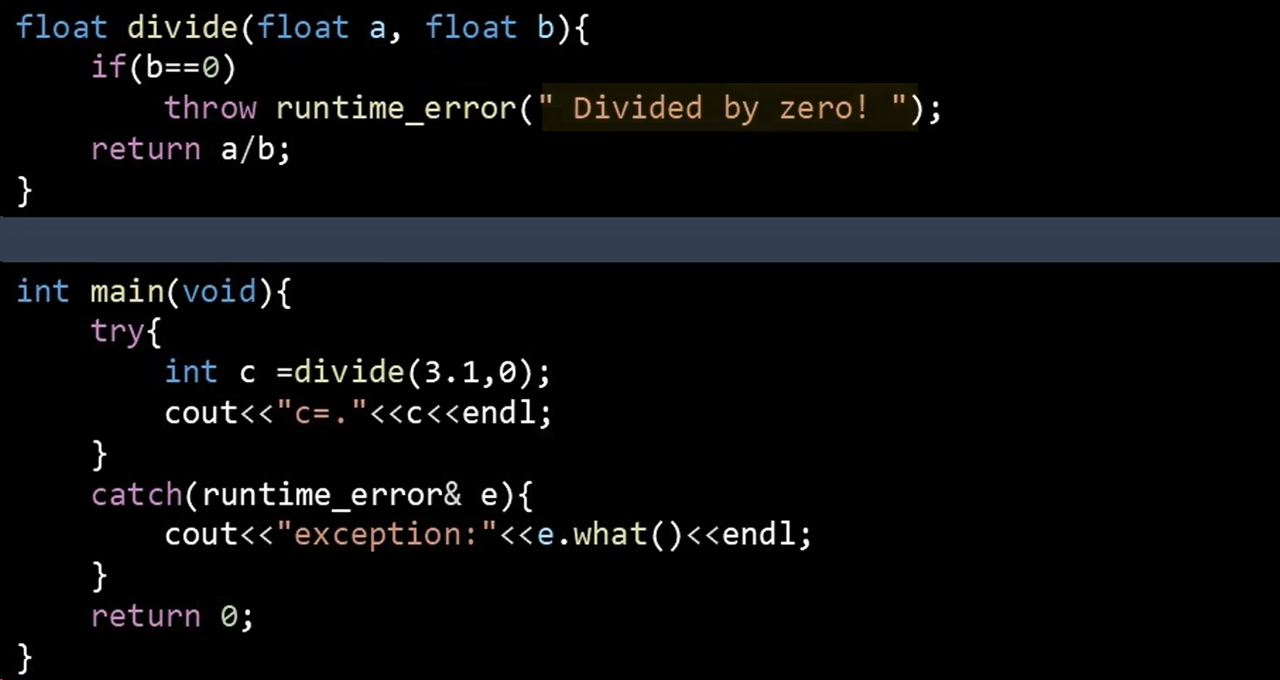 float divide(float a, float b){
    if(b==0)
        throw runtime_error(" Divided by zero! ");
    return a/b;
}
int main(void){
    try{
        int c =divide(3.1,0);
        cout<<"c=."<<c<<endl;
    }
    catch(runtime_error& e){
        cout<<"exception:"<<e.what()<<endl;
    }
    return 0;
}